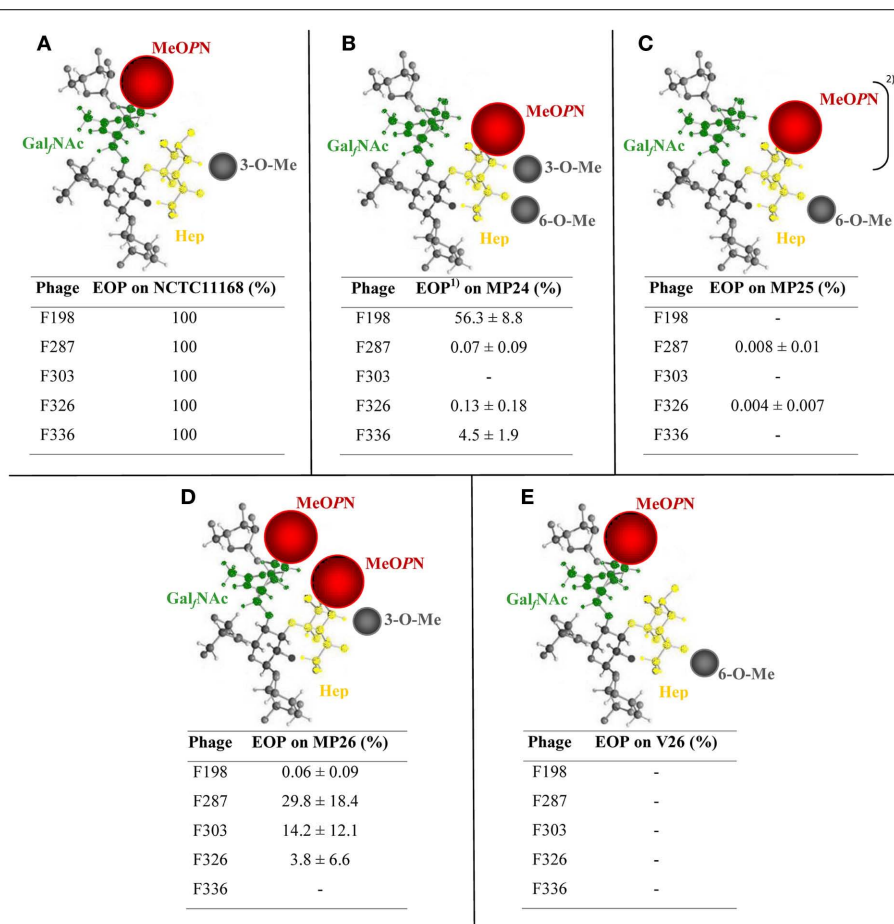 A
MeOPN
GalfNAc
3-O-Me
Hep
Phage EOP on NCTC11168 (%)
F198 100
F287 100
F303 100
F326 100
F336 100
B
MeOPN
GalfNAc
3-O-Me
6-O-Me
Hep
Phage EOP1) on MP24 (%)
F198 56.3 ± 8.8
F287 0.07 ± 0.09
F303 -
F326 0.13 ± 0.18
F336 4.5 ± 1.9
C
2)
MeOPN
GalfNAc
6-O-Me
Hep
Phage EOP on MP25 (%)
F198 -
F287 0.008 ± 0.01
F303 -
F326 0.004 ± 0.007
F336 -
D
MeOPN
MeOPN
GalfNAc
3-O-Me
Hep
Phage EOP on MP26 (%)
F198 0.06 ± 0.09
F287 29.8 ± 18.4
F303 14.2 ± 12.1
F326 3.8 ± 6.6
F336 -
E
MeOPN
GalfNAc
6-O-Me
Hep
Phage EOP on V26 (%)
F198 -
F287 -
F303 -
F326 -
F336 -